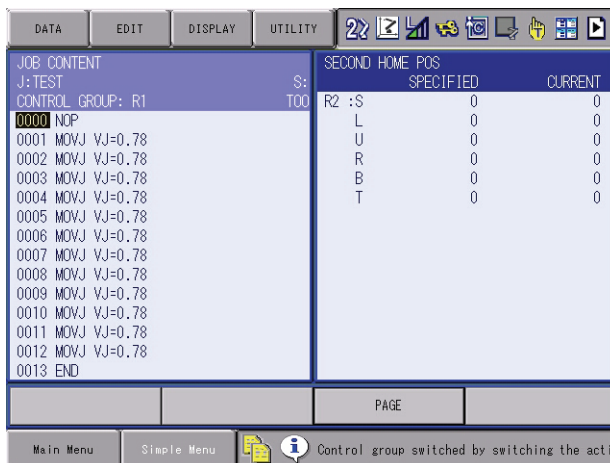 DATA EDIT DISPLAY UTILITY
JOB CONTENT
J:TEST S:
CONTROL GROUP: R1 TOO
0000 NOP
0001 MOVJ VJ=0.78
0002 MOVJ VJ=0.78
0003 MOVJ VJ=0.78
0004 MOVJ VJ=0.78
0005 MOVJ VJ=0.78
0006 MOVJ VJ=0.78
0007 MOVJ VJ=0.78
0008 MOVJ VJ=0.78
0009 MOVJ VJ=0.78
0010 MOVJ VJ=0.78
0011 MOVJ VJ=0.78
0012 MOVJ VJ=0.78
0013 END
SECOND HOME POS
SPECIFIED CURRENT
R2 :S 0 0
L 0 0
U 0 0
R 0 0
B 0 0
T 0 0
PAGE
Main Menu Simple Menu Control group switched by switching the acti